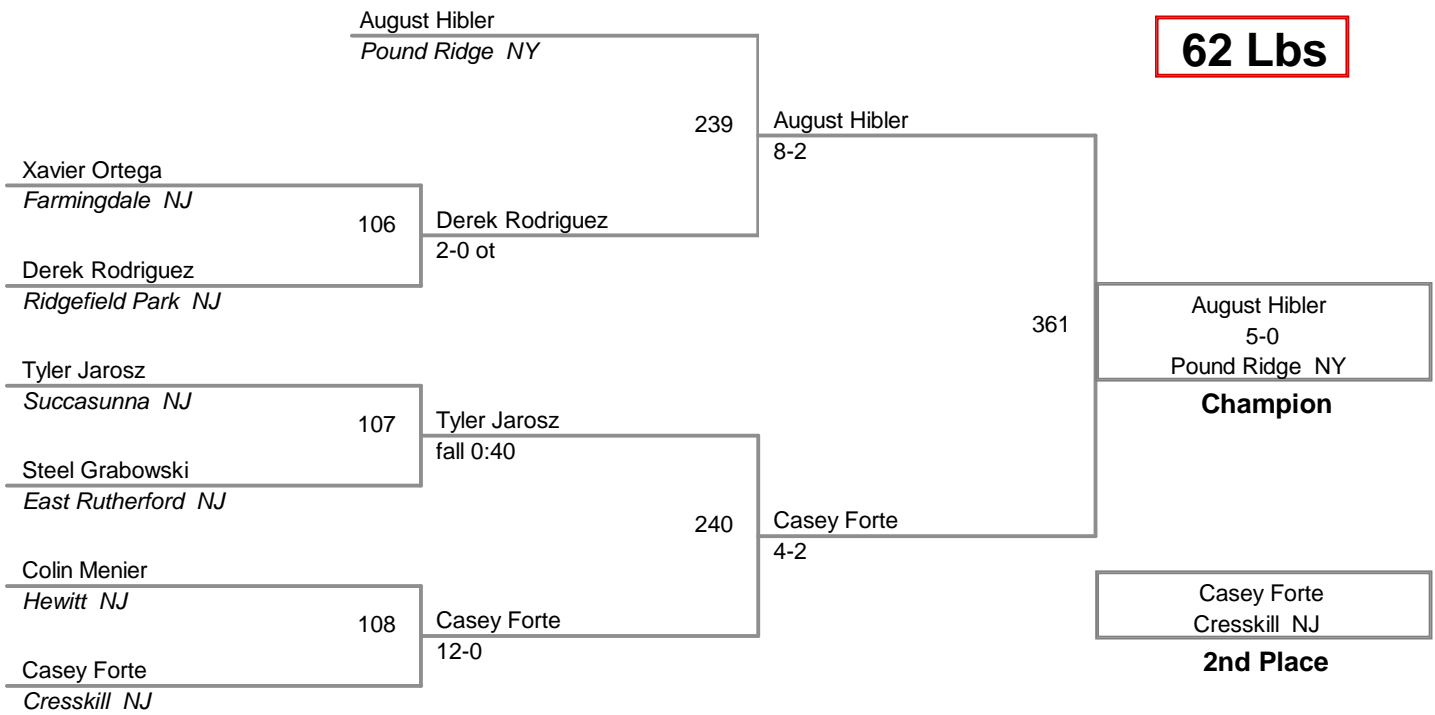 August Hibler
Pound Ridge NY
62 Lbs
239
August Hibler
8-2
Xavier Ortega
Farmingdale NJ
106
Derek Rodriguez
2-0 ot
Derek Rodriguez
Ridgefield Park NJ
361
August Hibler
5-0
Pound Ridge NY
Champion
Tyler Jarosz
Succasunna NJ
107
Tyler Jarosz
fall 0:40
Steel Grabowski
East Rutherford NJ
240
Casey Forte
4-2
Colin Menier
Hewitt NJ
108
Casey Forte
12-0
Casey Forte
Cresskill NJ
Casey Forte
Cresskill NJ
2nd Place